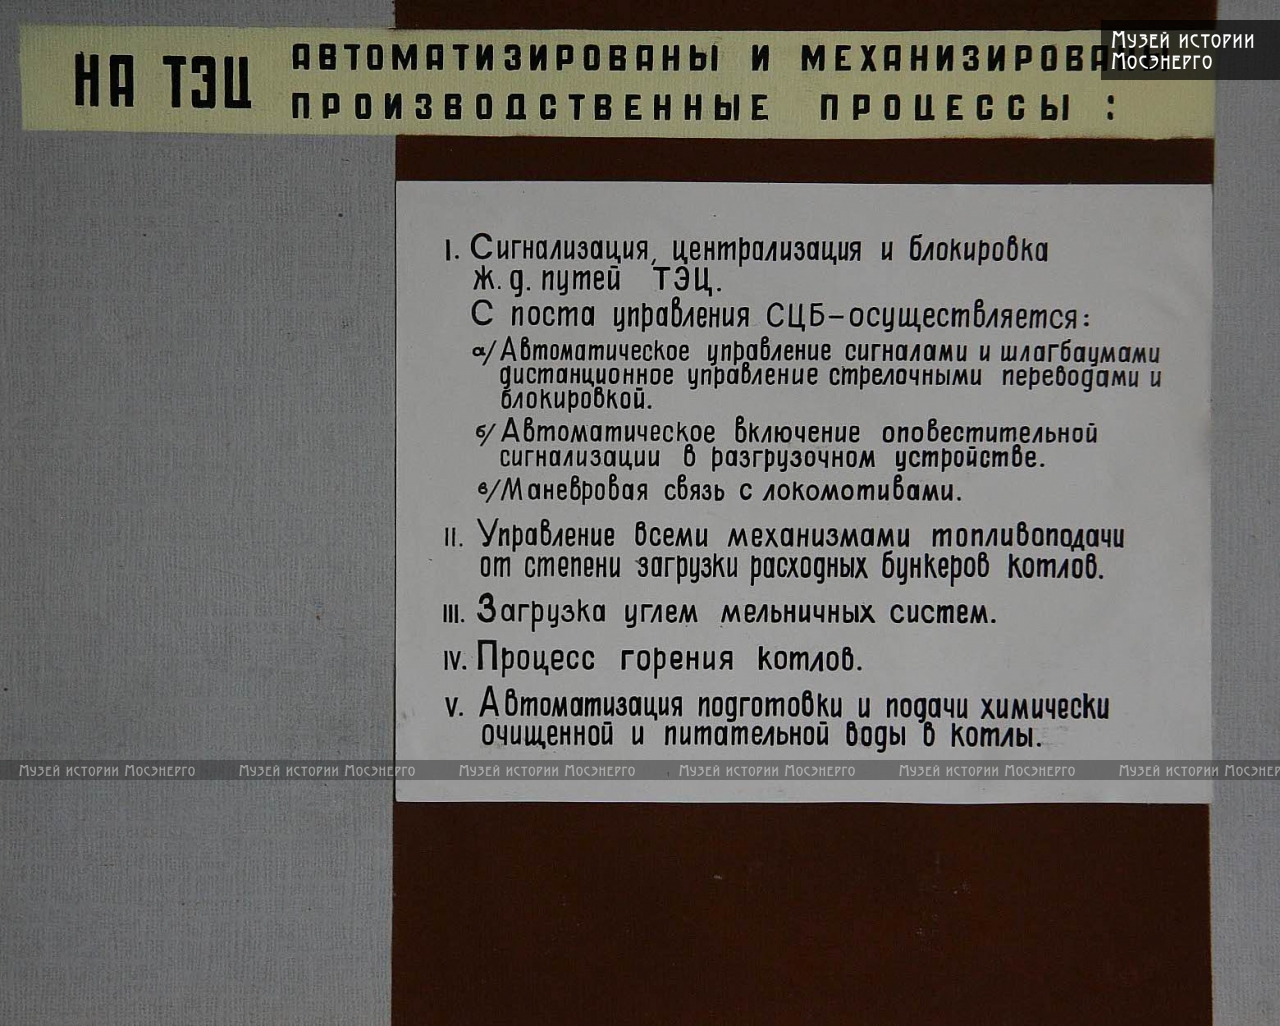 Музей истории
Мосэнерго
НА ТЭЦ
АВТОМАТИЗИРОВАНЫ И МЕХАНИЗИРОВАНЫ
ПРОИЗВОДСТВЕННЫЕ ПРОЦЕССЫ:
I. Сигнализация, централизация и блокировка
ж. д. путей ТЭЦ.
С поста управления СЦБ-осуществляется:
а/ Автоматическое управление сигналами и шлагбаумами
дистанционное управление стрелочными переводами и
блокировкой.
б/ Автоматическое включение оповестительной
сигнализации в разгрузочном устройстве.
в/ Маневровая связь с локомотивами.
II. Управление всеми механизмами топливоподачи
от степени загрузки расходных бункеров котлов.
III. Загрузка углем мельничных систем.
IV. Процесс горения котлов.
V. Автоматизация подготовки и подачи химически
очищенной и питательной воды в котлы.
Музей истории Мосэнерго Музей истории Мосэнерго Музей истории Мосэнерго Музей истории Мосэнерго Музей истории Мосэнерго Музей истории Мосэнер